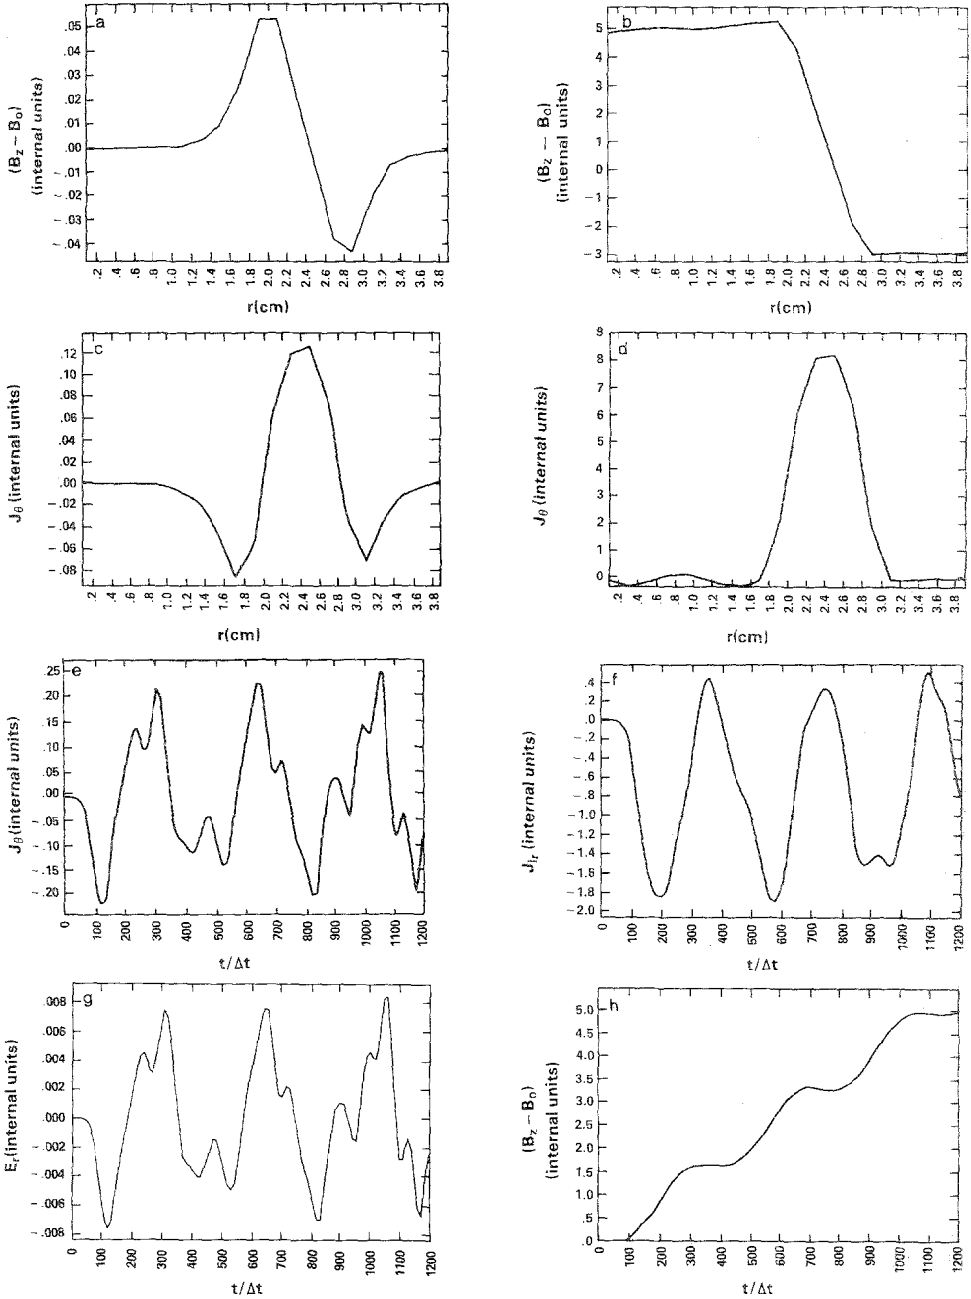 a
.05
.04
.03
.02
.01
.00
-.01
-.02
-.03
-.04
(Bz - Bo)
(internal units)
.2 .4 .6 .8 1.0 1.2 1.4 1.6 1.8 2.0 2.2 2.4 2.6 2.8 3.0 3.2 3.4 3.6 3.8
r(cm)
b
5
4
3
2
1
0
-1
-2
-3
(Bz - Bo)
(internal units)
.2 .4 .6 .8 1.0 1.2 1.4 1.6 1.8 2.0 2.2 2.4 2.6 2.8 3.0 3.2 3.4 3.6 3.8
r(cm)
c
.12
.10
.08
.06
.04
.02
.00
-.02
-.04
-.06
-.08
Jθ (internal units)
.2 .4 .6 .8 1.0 1.2 1.4 1.6 1.8 2.0 2.2 2.4 2.6 2.8 3.0 3.2 3.4 3.6 3.8
r(cm)
d
9
8
7
6
5
4
3
2
1
0
Jθ (internal units)
.2 .4 .6 .8 1.0 1.2 1.4 1.6 1.8 2.0 2.2 2.4 2.6 2.8 3.0 3.2 3.4 3.6 3.8
r(cm)
e
.25
.20
.15
.10
.05
.00
-.05
-.10
-.15
-.20
Jθ (internal units)
0 100 200 300 400 500 600 700 800 900 1000 1100 1200
t/Δt
f
.4
.2
.0
-.2
-.4
-.6
-.8
-1.0
-1.2
-1.4
-1.6
-1.8
-2.0
Jir (internal units)
0 100 200 300 400 500 600 700 800 900 1000 1100 1200
t/Δt
g
.008
.006
.004
.002
.000
-.002
-.004
-.006
-.008
Er (internal units)
0 100 200 300 400 500 600 700 800 900 1000 1100 1200
t/Δt
h
5.0
4.5
4.0
3.5
3.0
2.5
2.0
1.5
1.0
.5
.0
(Bz - Bo)
(internal units)
0 100 200 300 400 500 600 700 800 900 1000 1100 1200
t/Δt